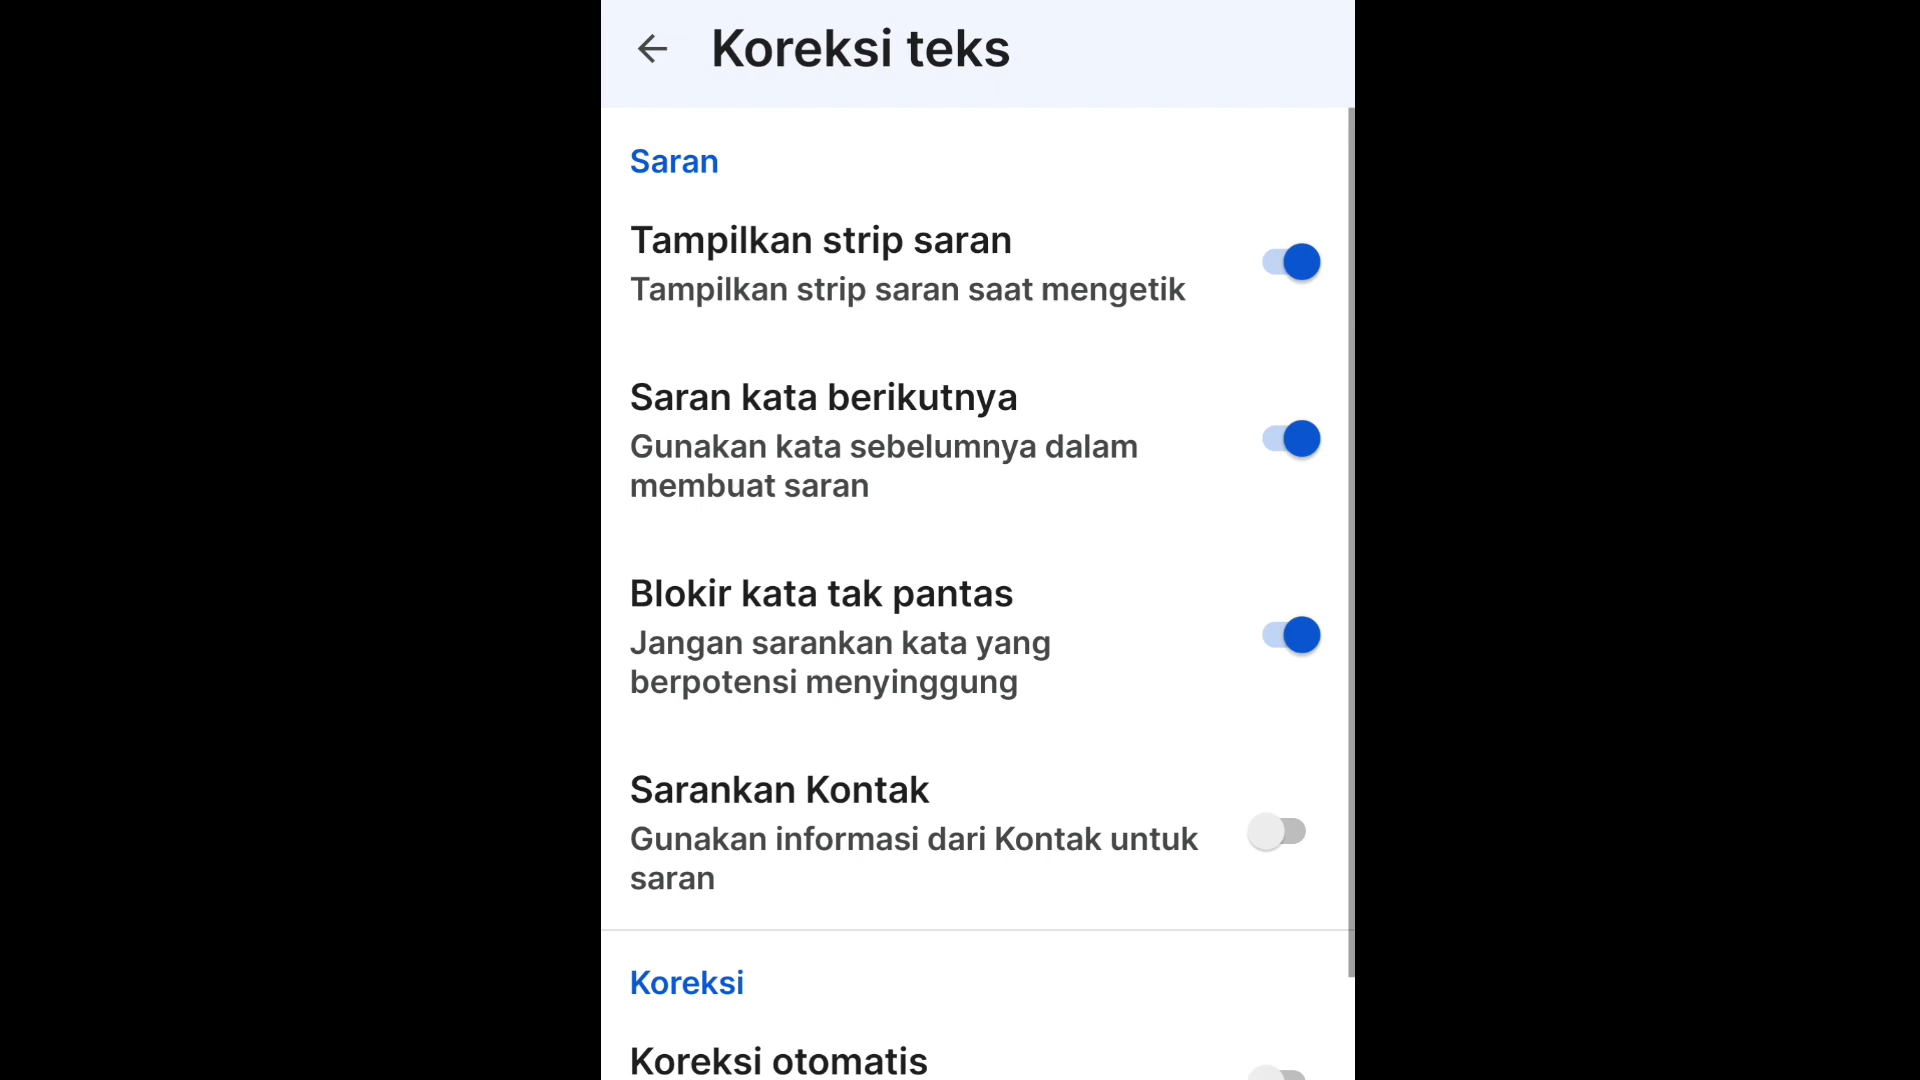 Koreksi teks
Saran
Tampilkan strip saran
Tampilkan strip saran saat mengetik
Saran kata berikutnya
Gunakan kata sebelumnya dalam
membuat saran
Blokir kata tak pantas
Jangan sarankan kata yang
berpotensi menyinggung
Sarankan Kontak
Gunakan informasi dari Kontak untuk
saran
Koreksi
Koreksi otomatis